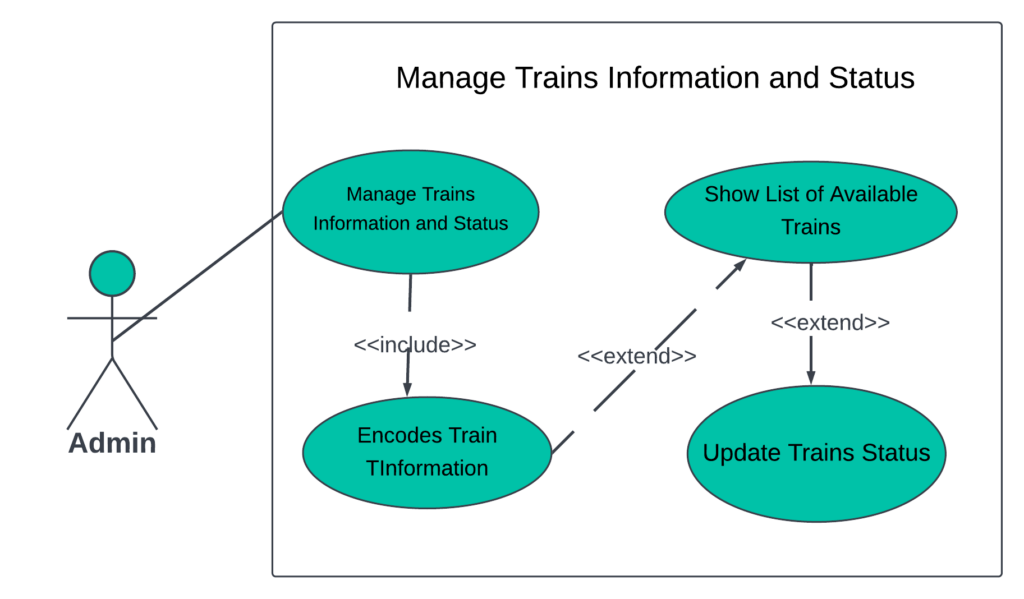 Manage Trains Information and Status
Manage Trains
Information and Status
Show List of Available
Trains
<<include>>
<<extend>>
<<extend>>
Admin
Encodes Train
TInformation
Update Trains Status